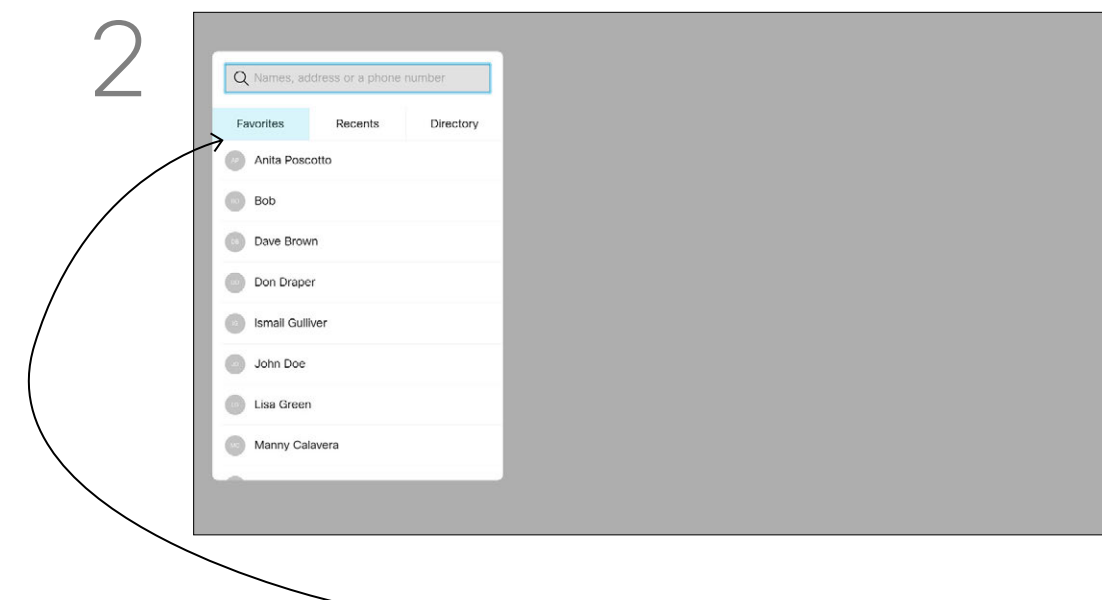 2
Names, address or a phone number
Favorites Recents Directory
Anita Poscotto
Bob
Dave Brown
Don Draper
Ismail Gulliver
John Doe
Lisa Green
Manny Calavera